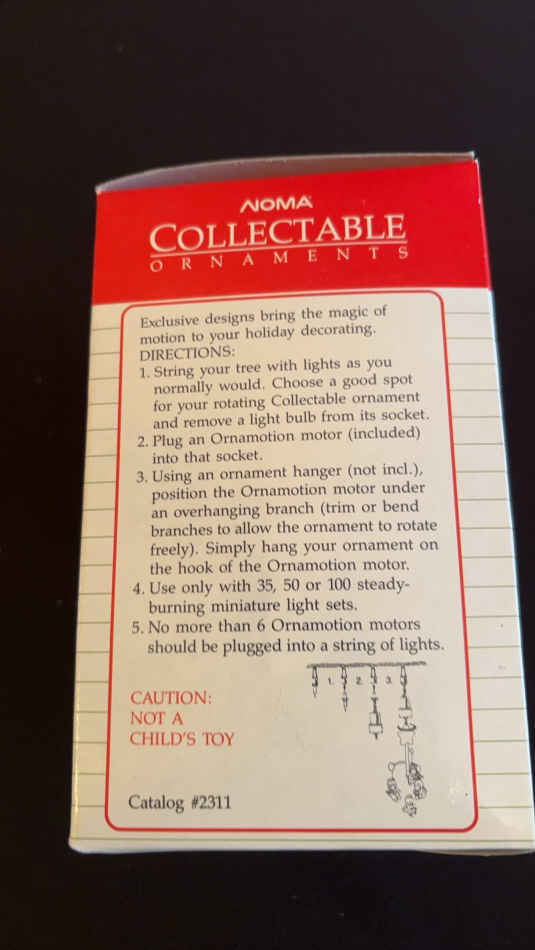 NOMA
COLLECTABLE
ORNAMENTS
Exclusive designs bring the magic of
motion to your holiday decorating.
DIRECTIONS:
1. String your tree with lights as you
normally would. Choose a good spot
for your rotating Collectable ornament
and remove a light bulb from its socket.
2. Plug an Ornamotion motor (included)
into that socket.
3. Using an ornament hanger (not incl.),
position the Ornamotion motor under
an overhanging branch (trim or bend
branches to allow the ornament to rotate
freely). Simply hang your ornament on
the hook of the Ornamotion motor.
4. Use only with 35, 50 or 100 steady-
burning miniature light sets.
5. No more than 6 Ornamotion motors
should be plugged into a string of lights.
1. 2. 3.
CAUTION:
NOT A
CHILD'S TOY
Catalog #2311